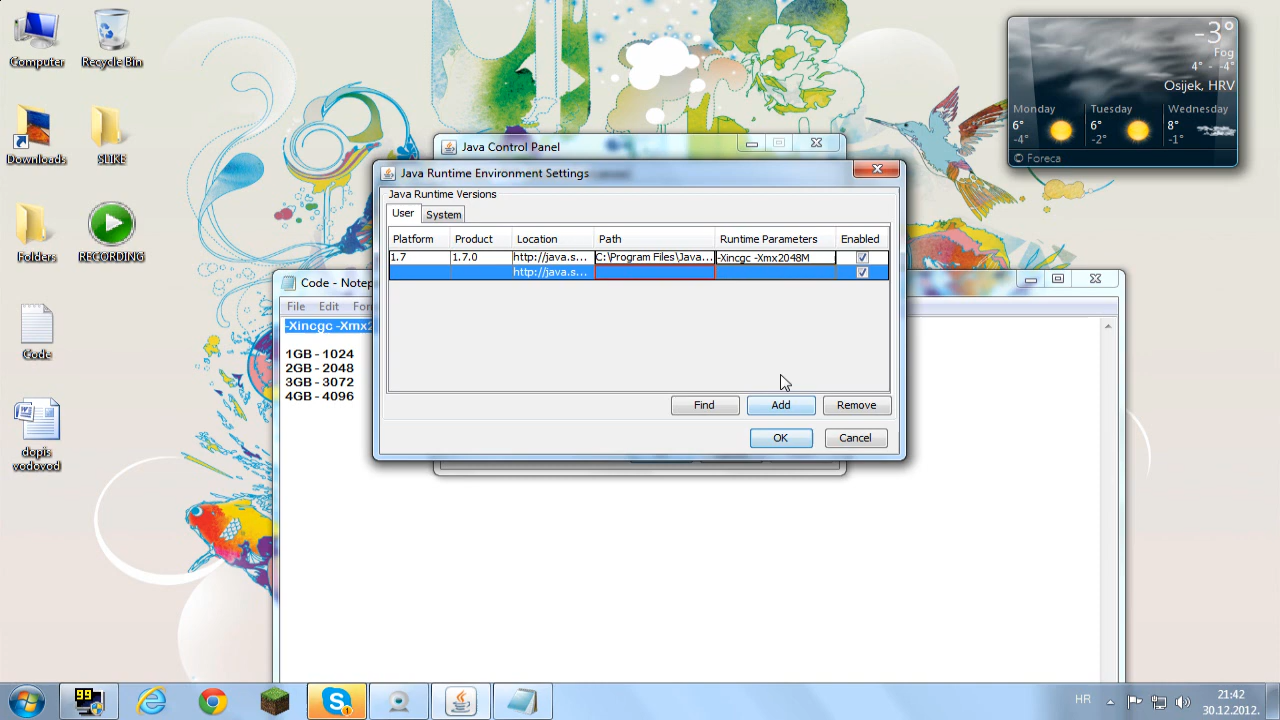 Computer
Recycle Bin
Downloads
SLIKE
Folders
RECORDING
Code
dopis
vodovod
-3°
Fog
4° - -4°
Osijek, HRV
Monday
Tuesday
Wednesday
6°
-4°
6°
-2°
8°
-1°
© Foreca
Java Control Panel
Java Runtime Environment Settings
Java Runtime Versions
User
System
Platform
Product
Location
Path
Runtime Parameters
Enabled
1.7
1.7.0
http://java.s...
C:\Program Files\Java...
-Xincgc -Xmx2048M
http://java.s...
Find
Add
Remove
OK
Cancel
Code - Notep
File
Edit
For
-Xincgc -Xmx2
1GB - 1024
2GB - 2048
3GB - 3072
4GB - 4096
99
HR
21:42
30.12.2012.